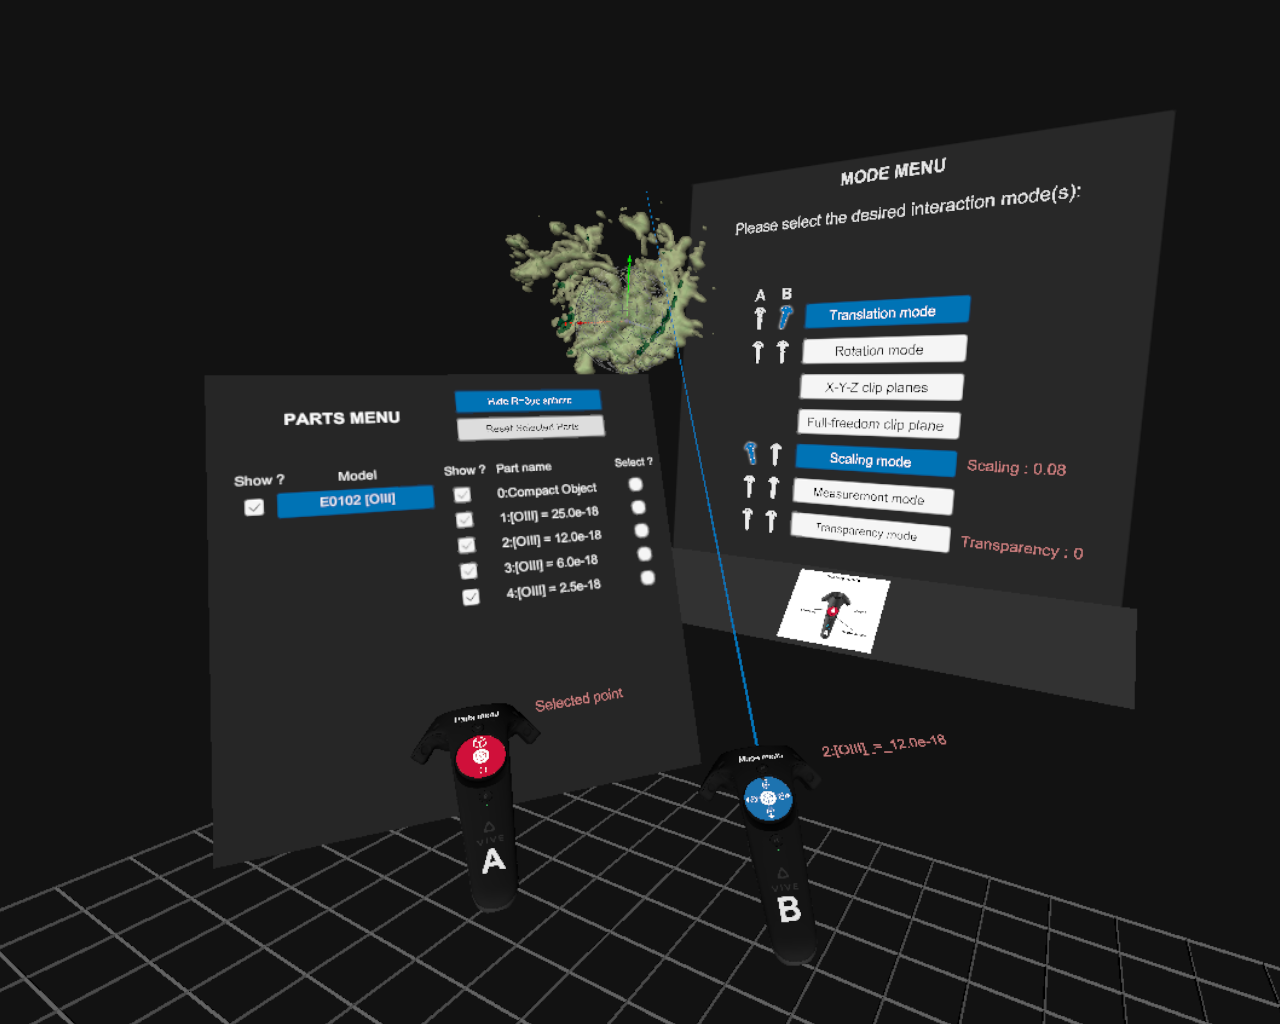 MODE MENU
Please select the desired interaction mode(s):
A B
Translation mode
Rotation mode
X-Y-Z clip planes
Full-freedom clip plane
Scaling mode
Scaling : 0.08
Measurement mode
Transparency mode
Transparency : 0
PARTS MENU
Reset Selected Parts
Show ?
Model
Show ?
Part name
Select ?
E0102 [OIII]
0:Compact Object
1:[OIII] = 25.0e-18
2:[OIII] = 12.0e-18
3:[OIII] = 6.0e-18
4:[OIII] = 2.5e-18
Selected point
Parts menu
VIVE
A
2:[OIII]_=_12.0e-18
Mode menu
VIVE
B